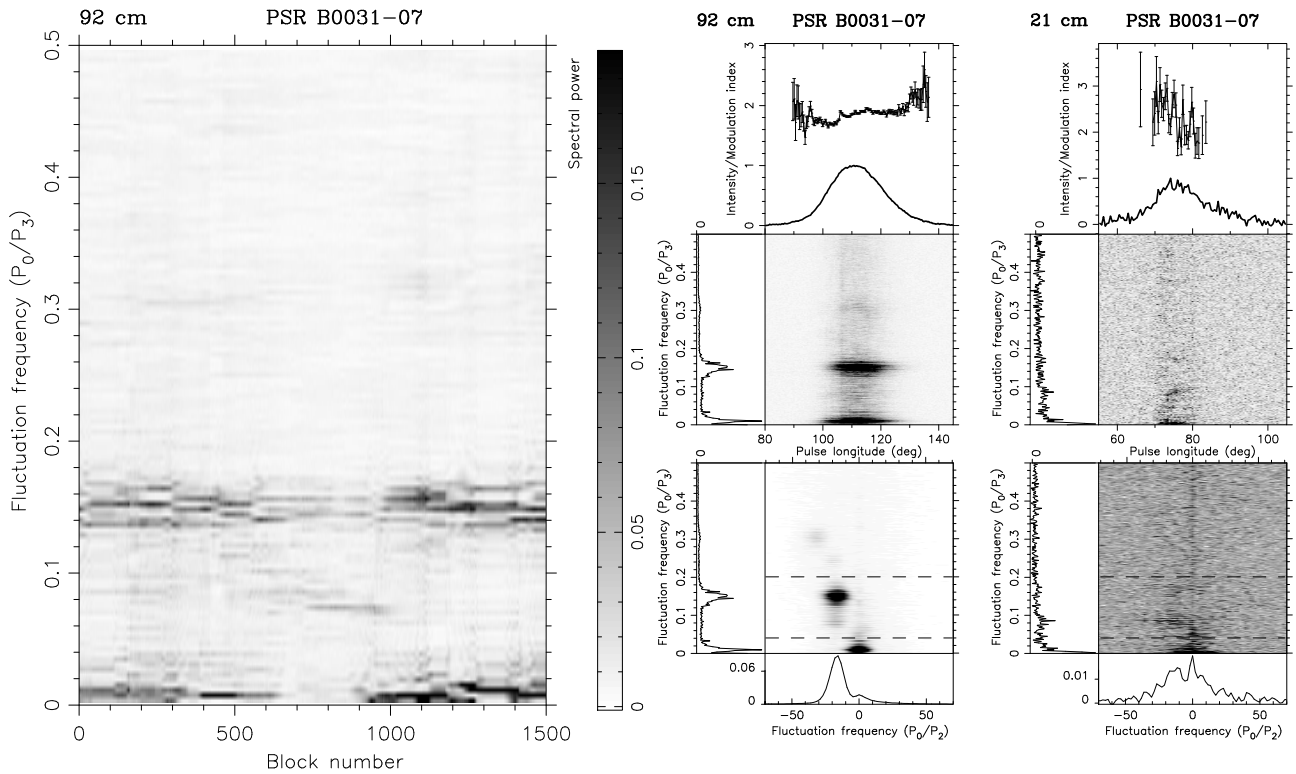 92 cm PSR B0031−07
Fluctuation frequency (P0/P3)
0 0.1 0.2 0.3 0.4 0.5
0 500 1000 1500
Block number
Spectral power
0 0.05 0.1 0.15
92 cm PSR B0031−07
Intensity/Modulation index
0 1 2 3
0
Fluctuation frequency (P0/P3)
0 0.1 0.2 0.3 0.4
80 100 120 140
Pulse longitude (deg)
0
Fluctuation frequency (P0/P3)
0 0.1 0.2 0.3 0.4
0.06
0
−50 0 50
Fluctuation frequency (P0/P2)
21 cm PSR B0031−07
Intensity/Modulation index
0 1 2 3
0
Fluctuation frequency (P0/P3)
0 0.1 0.2 0.3 0.4
60 80 100
Pulse longitude (deg)
0
Fluctuation frequency (P0/P3)
0 0.1 0.2 0.3 0.4
0.01
0
−50 0 50
Fluctuation frequency (P0/P2)